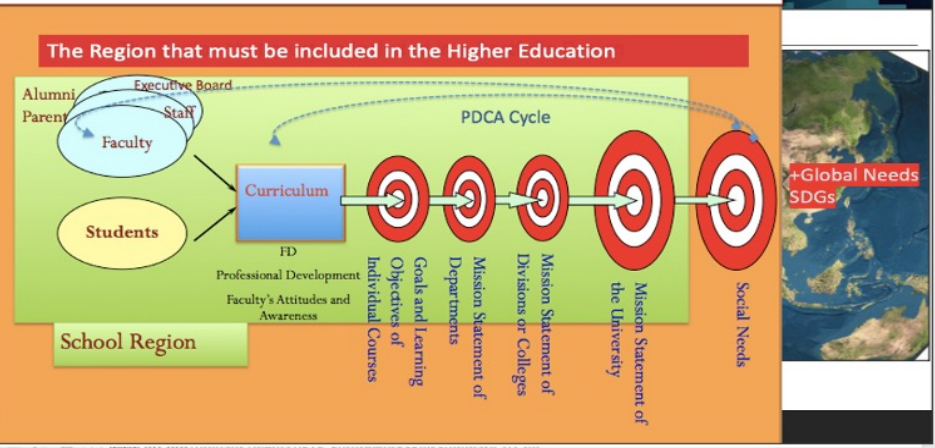 The Region that must be included in the Higher Education
Alumni
Parent
Executive Board
Staff
Faculty
Students
PDCA Cycle
Curriculum
FD
Professional Development
Faculty's Attitudes and
Awareness
Goals and Learning
Objectives of
Individual Courses
Mission Statement of
Departments
Mission Statement of
Divisions or Colleges
Mission Statement of
the University
Social Needs
+Global Needs
SDGs
School Region